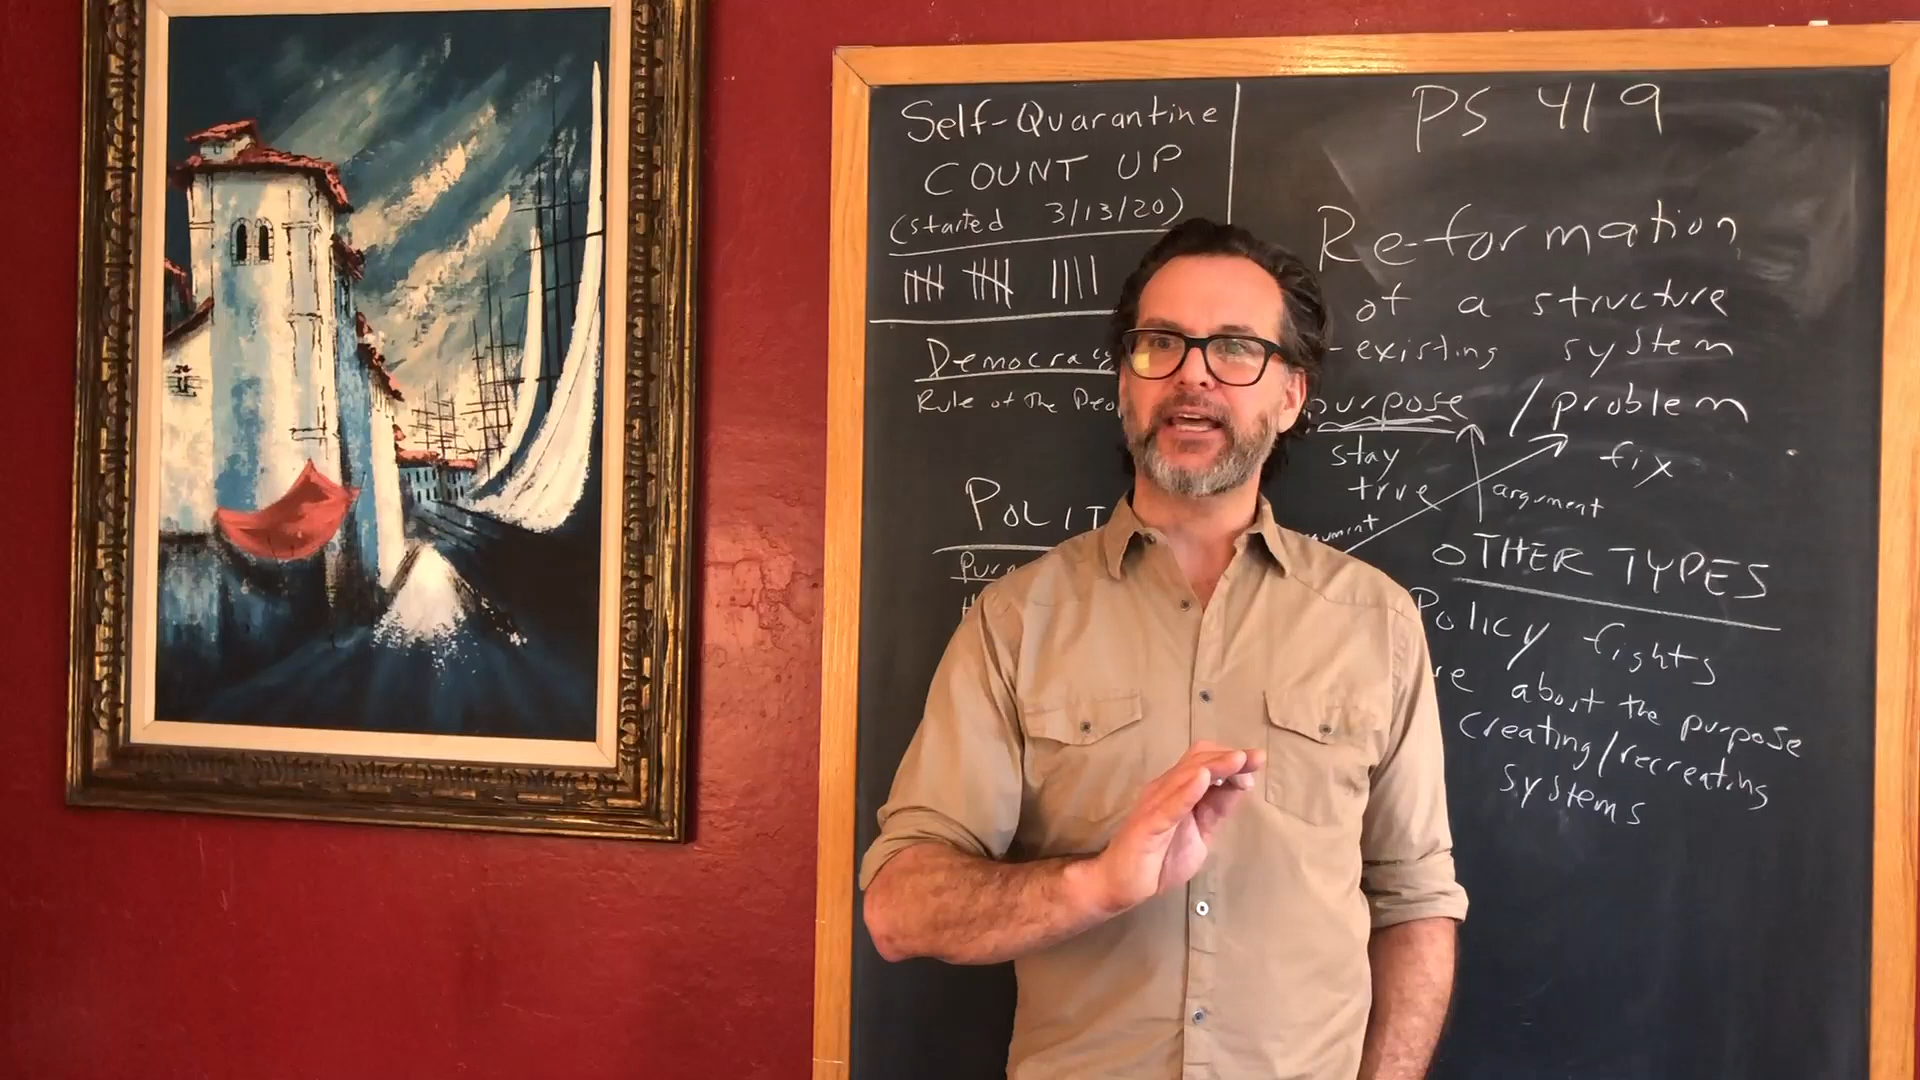 Self-Quarantine
COUNT UP
(started 3/13/20)
Democracy
Rule of the
POLIT
PS 419
Re-formation
of a structure
-existing system
purpose / problem
stay
true
fix
argument
OTHER TYPES
Policy fights
about the purpose
creating/recreating
systems